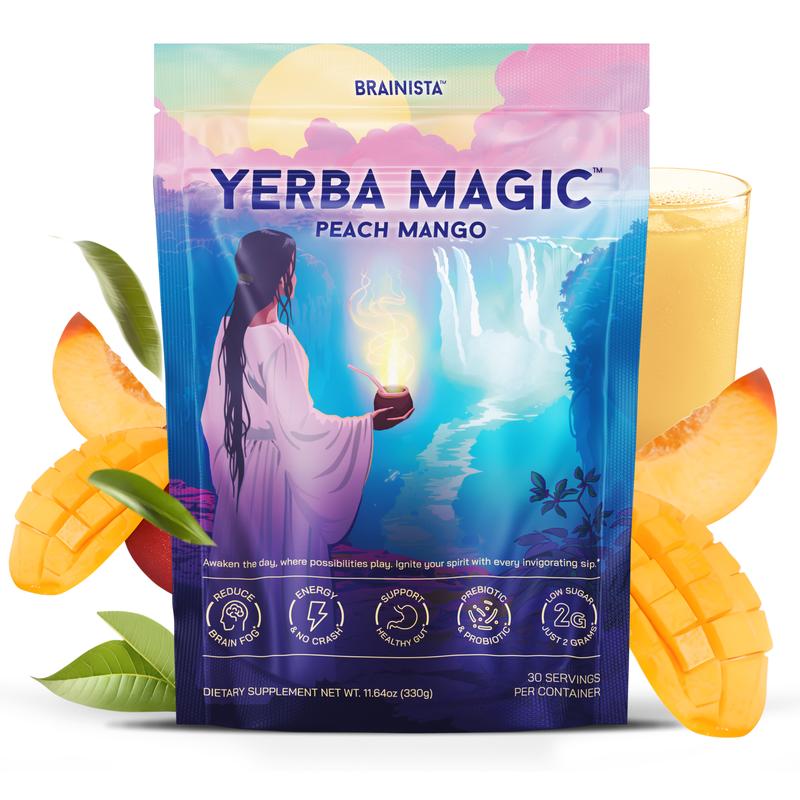 BRAINISTA™
YERBA MAGIC™
PEACH MANGO
Awaken the day, where possibilities play. Ignite your spirit with every invigorating sip.*
REDUCE
BRAIN FOG
ENERGY
& NO CRASH
SUPPORT
HEALTHY GUT
PREBIOTIC
& PROBIOTIC
LOW SUGAR
2G
JUST 2 GRAMS
DIETARY SUPPLEMENT NET WT. 11.64oz (330g)
30 SERVINGS
PER CONTAINER